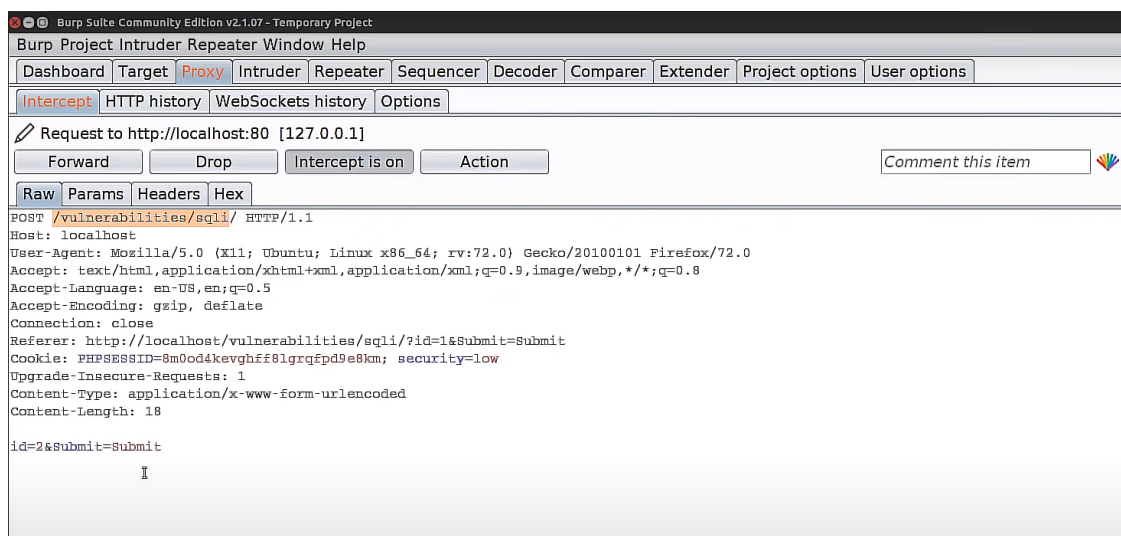 Burp Suite Community Edition v2.1.07 - Temporary Project
Burp Project Intruder Repeater Window Help
Dashboard Target Proxy Intruder Repeater Sequencer Decoder Comparer Extender Project options User options
Intercept HTTP history WebSockets history Options
Request to http://localhost:80 [127.0.0.1]
Forward Drop Intercept is on Action Comment this item
Raw Params Headers Hex
POST /vulnerabilities/sqli/ HTTP/1.1
Host: localhost
User-Agent: Mozilla/5.0 (X11; Ubuntu; Linux x86_64; rv:72.0) Gecko/20100101 Firefox/72.0
Accept: text/html,application/xhtml+xml,application/xml;q=0.9,image/webp,*/*;q=0.8
Accept-Language: en-US,en;q=0.5
Accept-Encoding: gzip, deflate
Connection: close
Referer: http://localhost/vulnerabilities/sqli/?id=1&Submit=Submit
Cookie: PHPSESSID=8m0od4kevghff81grqfpd9e8km; security=low
Upgrade-Insecure-Requests: 1
Content-Type: application/x-www-form-urlencoded
Content-Length: 18
id=2&Submit=Submit